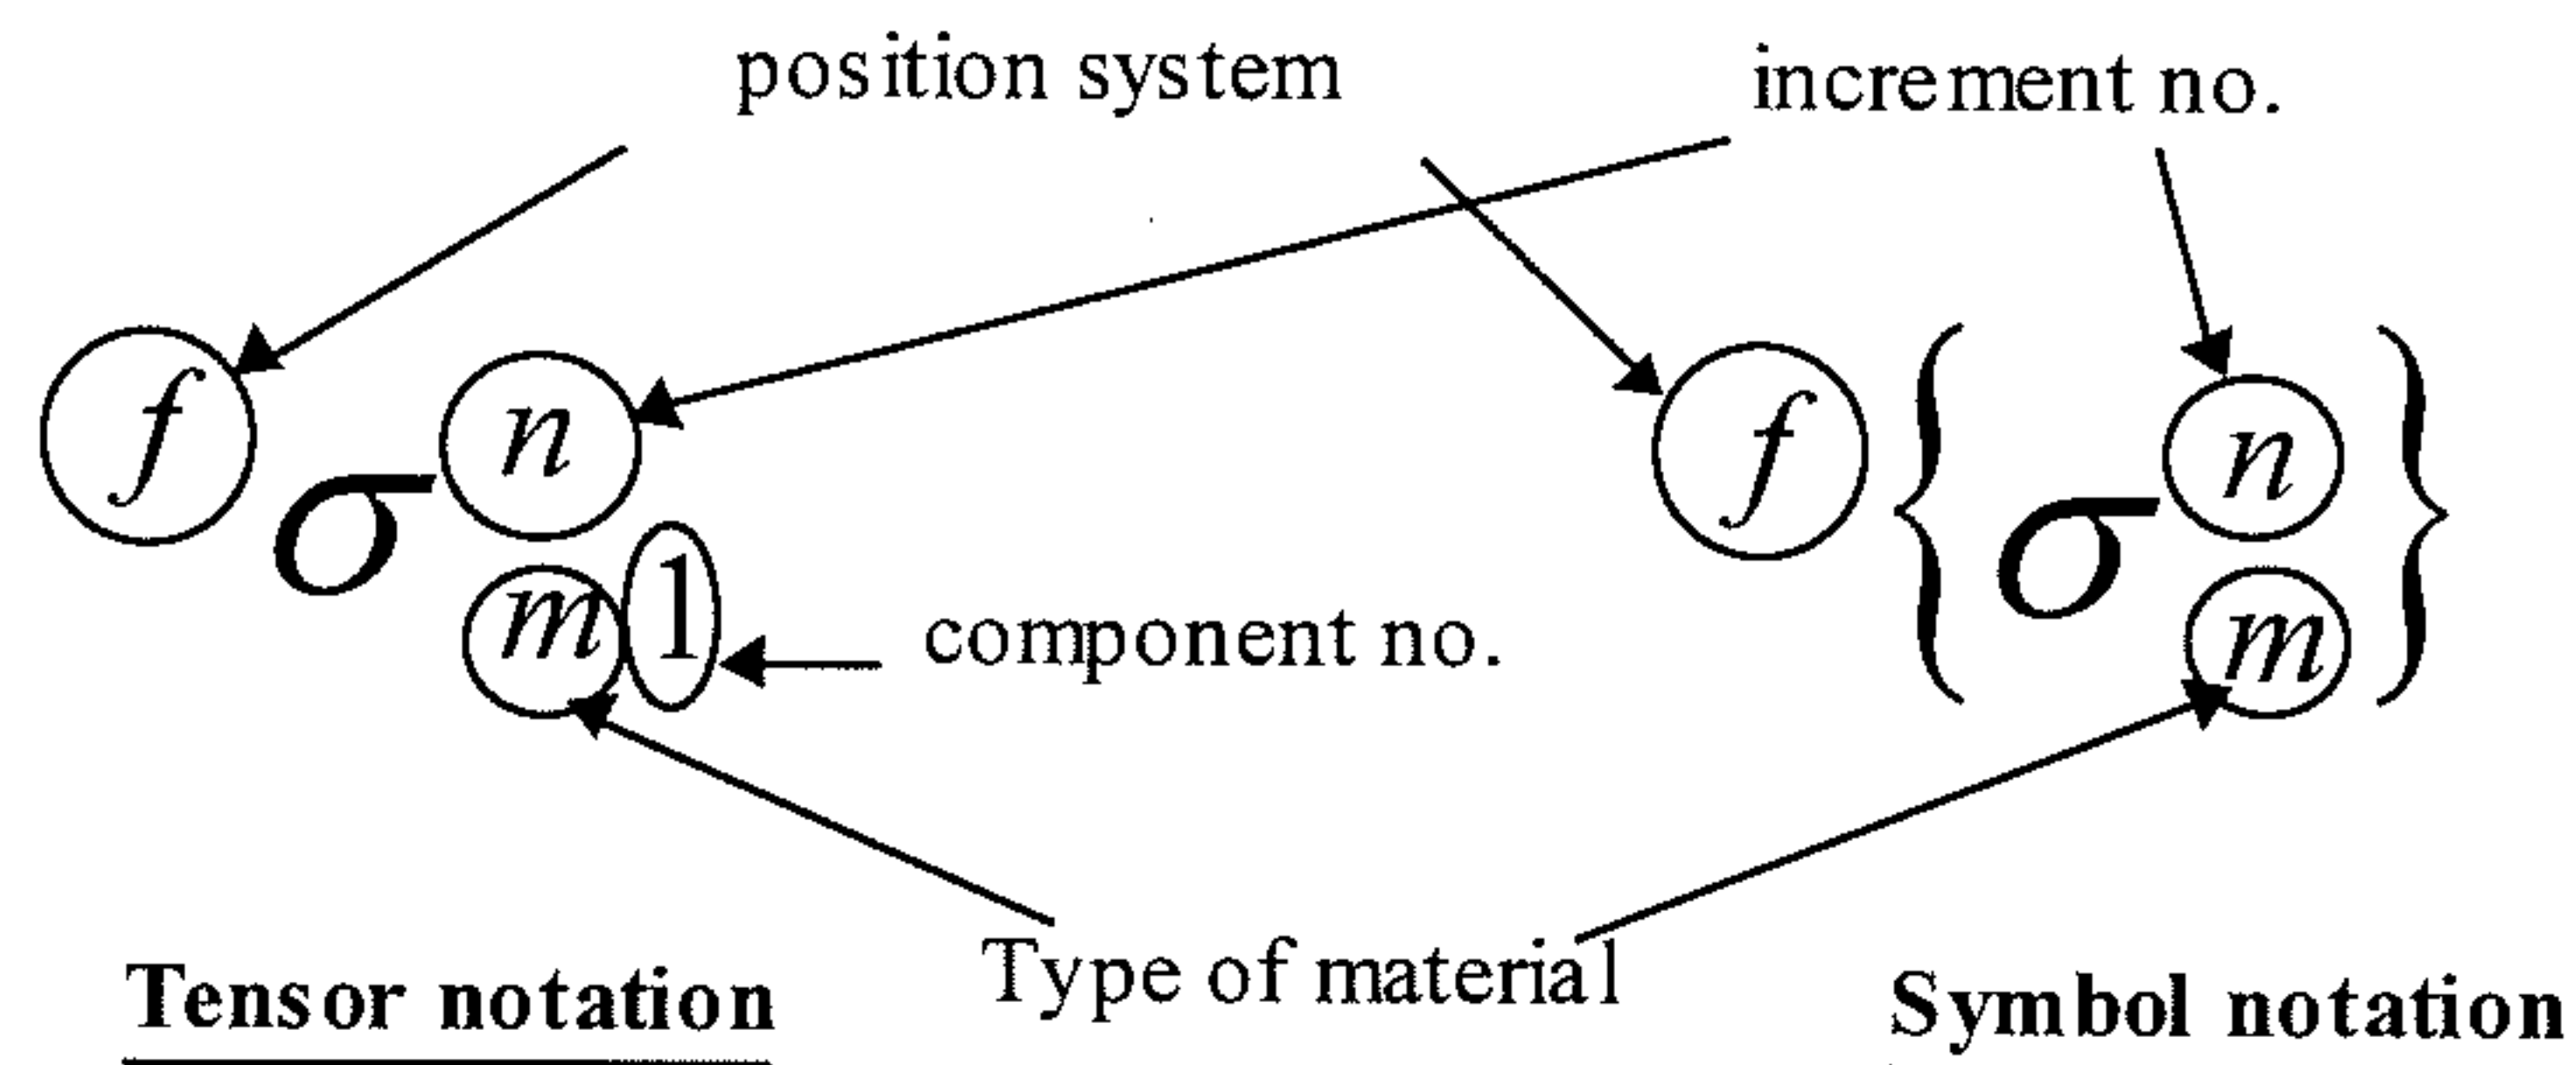 position system
increment no.
f σ n m 1
f { σ n m }
component no.
Type of material
Tensor notation
Symbol notation